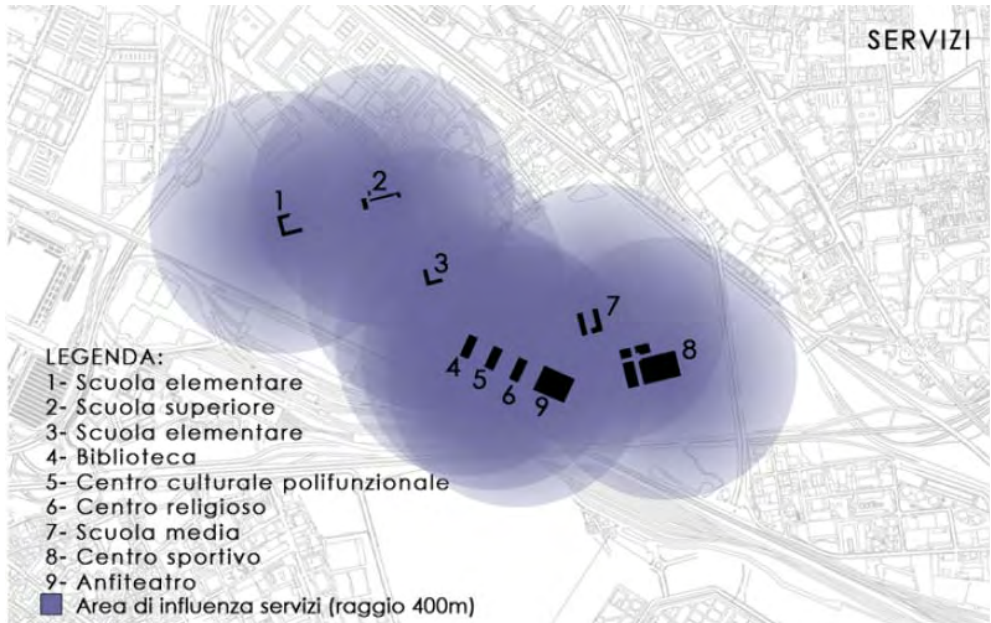 SERVIZI
1
2
3
4
5
6
9
7
8
LEGENDA:
1- Scuola elementare
2- Scuola superiore
3- Scuola elementare
4- Biblioteca
5- Centro culturale polifunzionale
6- Centro religioso
7- Scuola media
8- Centro sportivo
9- Anfiteatro
Area di influenza servizi (raggio 400m)